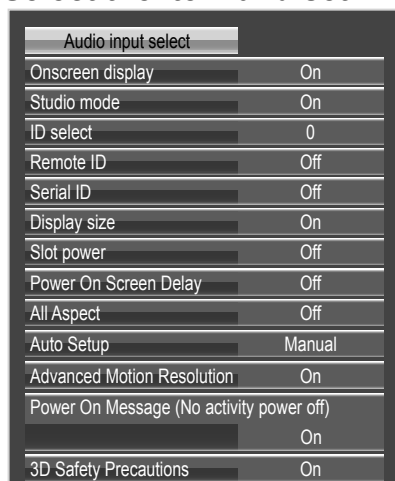 Audio input select
Onscreen display On
Studio mode On
ID select 0
Remote ID Off
Serial ID Off
Display size On
Slot power Off
Power On Screen Delay Off
All Aspect Off
Auto Setup Manual
Advanced Motion Resolution On
Power On Message (No activity power off)
On
3D Safety Precautions On